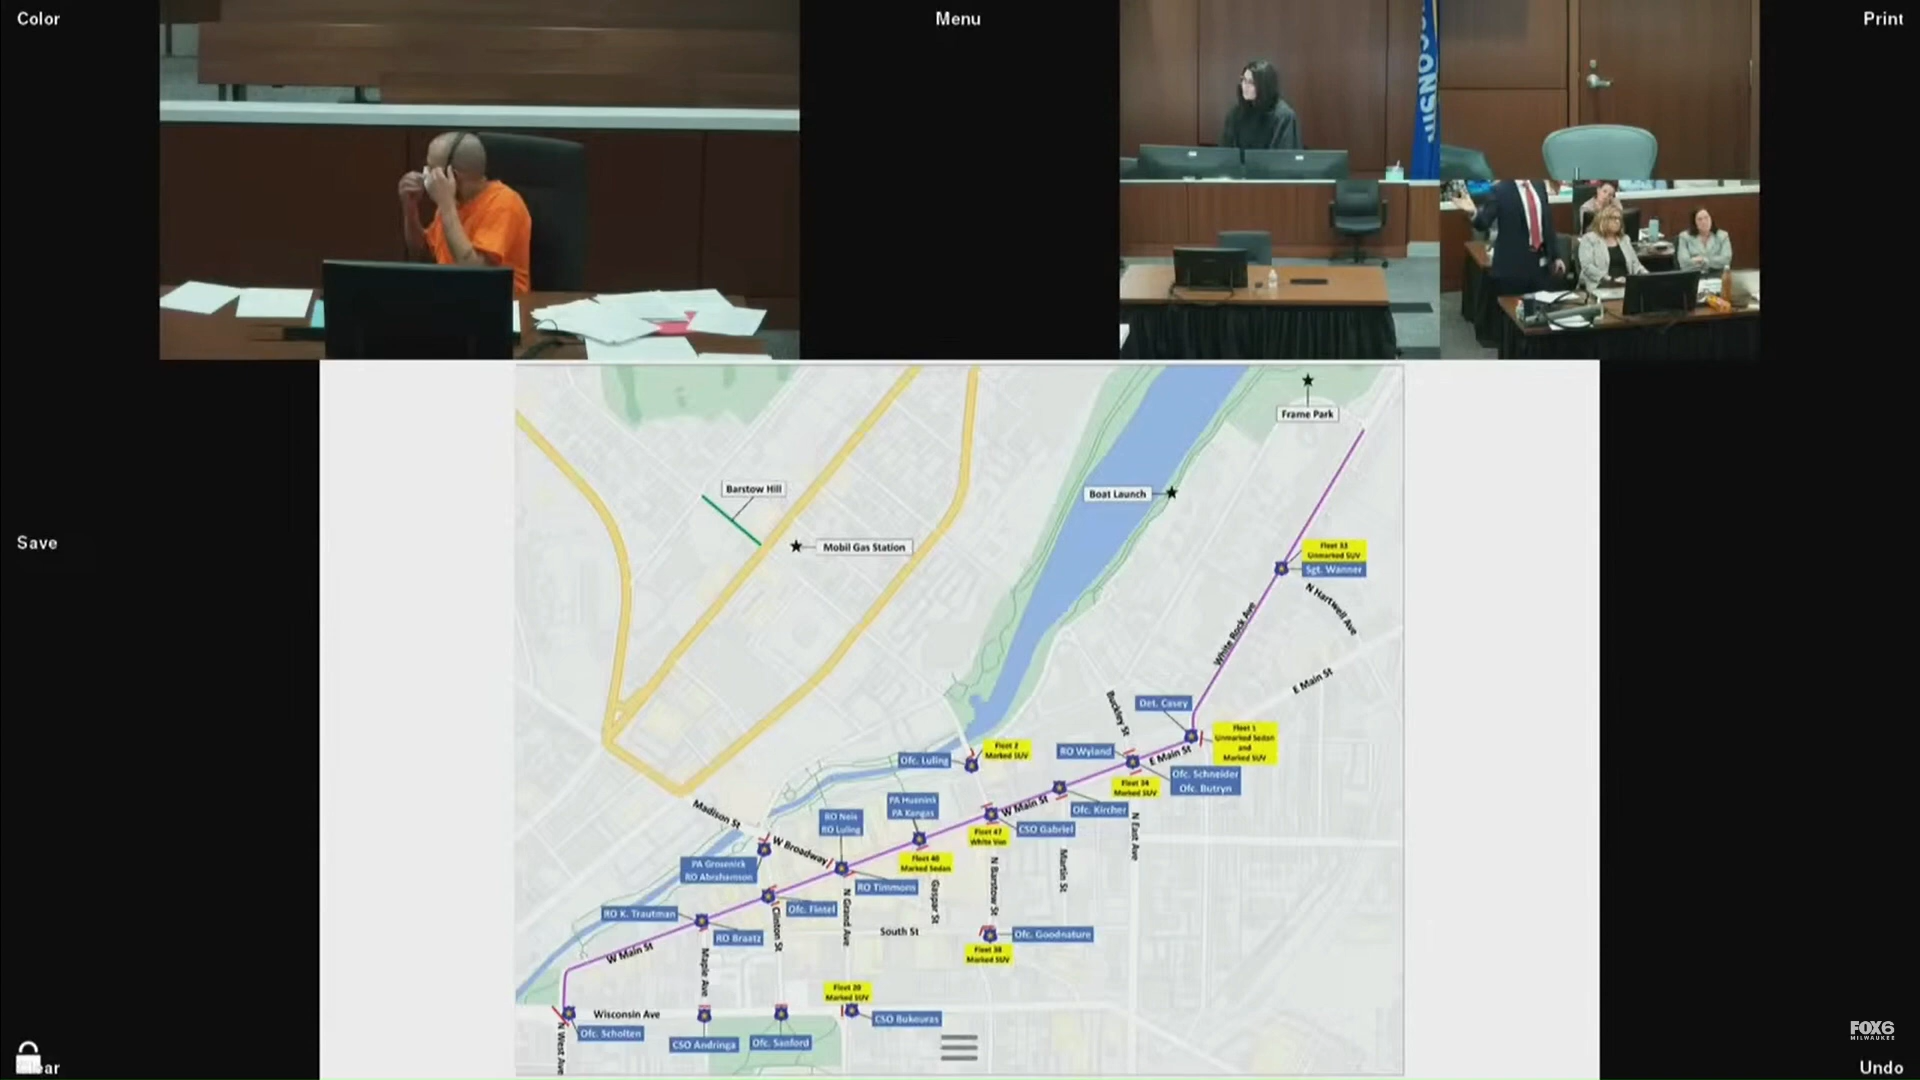 Color
Menu
Print
Save
Clear
Undo
CONSIN
Frame Park
Barstow Hill
Boat Launch
Mobil Gas Station
Fleet 33
Unmarked SUV
Sgt. Wanner
N Hartwell Ave
White Rock Ave
E Main St
Buckley St
Det. Casey
Fleet 1
Unmarked Sedan
and
Marked SUV
RO Wyland
E Main St
Ofc. Schneider
Ofc. Butryn
Fleet 34
Marked SUV
Fleet 2
Marked SUV
Ofc. Luling
PA Huenink
PA Kangas
W Main St
Ofc. Kircher
CSO Gabriel
Fleet 47
White Van
N East Ave
Madison St
RO Neis
RO Luling
W Broadway
Fleet 40
Marked Sedan
PA Grosenick
RO Abrahamson
RO Timmons
N Barstow St
Martin St
Gaspar St
N Grand Ave
RO K. Trautman
Ofc. Fintel
Clinton St
RO Braatz
South St
Ofc. Goodnature
Fleet 38
Marked SUV
W Main St
Maple Ave
Fleet 20
Marked SUV
Wisconsin Ave
CSO Bukouras
Ofc. Scholten
CSO Andringa
Ofc. Sanford
N West Ave
FOX6
MILWAUKEE